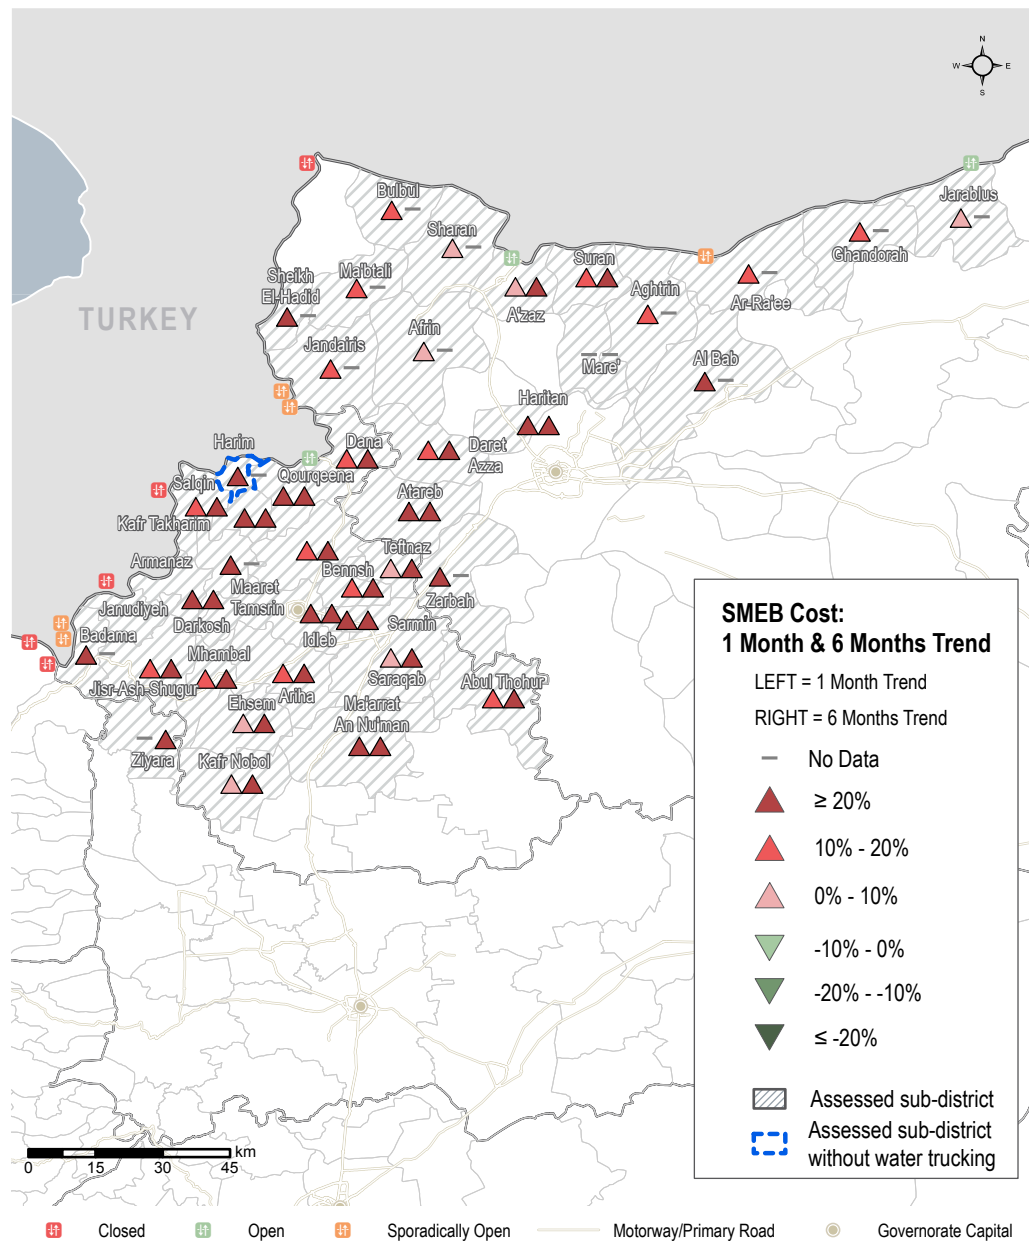 N
W
E
S
TURKEY
Bulbul
Sharan
Jarablus
Ghandorah
Ma'btali
Sheikh
El-Hadid
A'zaz
Suran
Aghtrin
Ar-Ra'ee
Jandairis
Afrin
Mare'
Al Bab
Haritan
Harim
Dana
Daret
Azza
Salqin
Qourqeena
Kafr Takharim
Atareb
Armanaz
Teftnaz
Maaret
Tamsrin
Bennsh
Zarbah
Janudiyeh
Darkosh
Idleb
Sarmin
Badama
Mhambal
Jisr-Ash-Shugur
Ariha
Saraqab
Abul Thohur
Ehsem
Ma'arrat
An Nu'man
Ziyara
Kafr Nobol
SMEB Cost:
1 Month & 6 Months Trend
LEFT = 1 Month Trend
RIGHT = 6 Months Trend
No Data
≥ 20%
10% - 20%
0% - 10%
-10% - 0%
-20% - -10%
≤ -20%
Assessed sub-district
Assessed sub-district
without water trucking
km
0 15 30 45
Closed Open Sporadically Open Motorway/Primary Road Governorate Capital